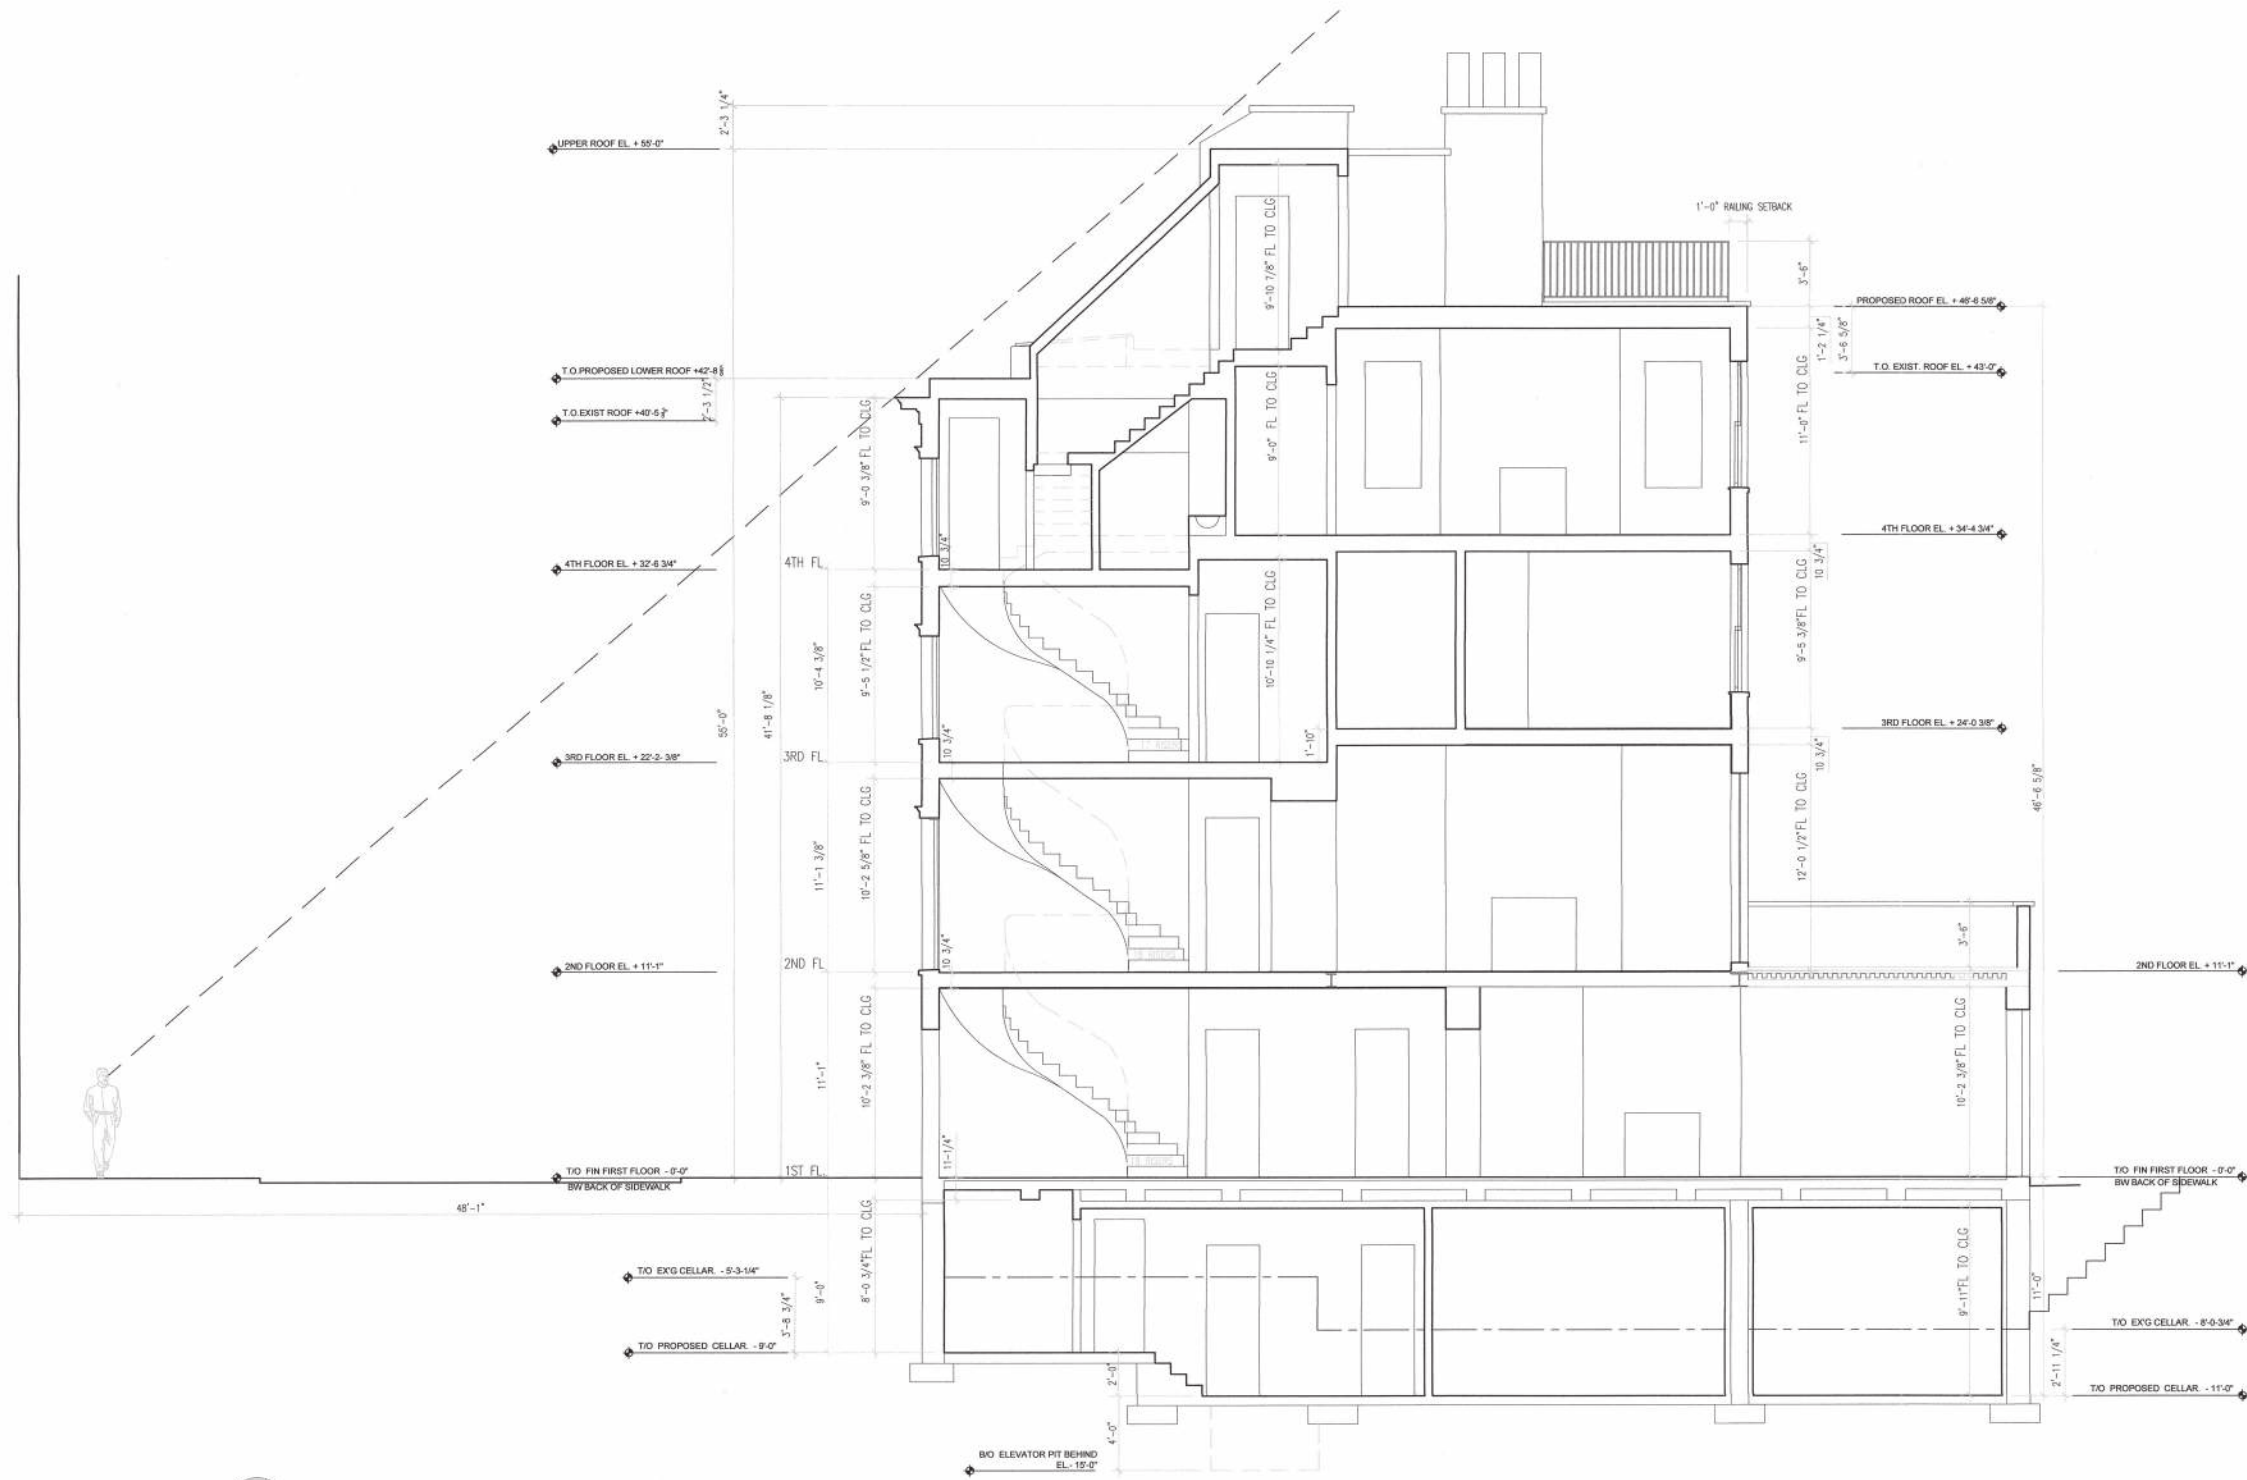 2'-3 1/4"
UPPER ROOF EL. + 55'-0"
1'-0" RAILING SETBACK
9'-10 7/8" FL TO CLG
3'-6"
PROPOSED ROOF EL. + 46'-6 5/8"
1'-2 1/4"
3'-6 5/8"
T.O. EXIST. ROOF EL. + 43'-0"
T.O.PROPOSED LOWER ROOF +42'-8
2'-3 1/2"
T.O.EXIST ROOF +40'-5
9'-0 3/8" FL TO CLG
9'-0" FL TO CLG
11'-0" FL TO CLG
4TH FLOOR EL. + 34'-4 3/4"
10 3/4"
10 3/4"
4TH FLOOR EL. + 32'-6 3/4"
4TH FL
9'-5 1/2" FL TO CLG
10'-10 1/4" FL TO CLG
9'-5 3/8"FL TO CLG
10'-4 3/8"
55'-0"
41'-8 1/8"
3RD FLOOR EL. + 24'-0 3/8"
10 3/4"
1'-10"
10 3/4"
3RD FLOOR EL. + 22'-2- 3/8"
3RD FL
46'-6 5/8"
11'-1 3/8"
10'-2 5/8" FL TO CLG
12'-0 1/2"FL TO CLG
3'-6"
10 3/4"
2ND FLOOR EL. + 11'-1"
2ND FL
2ND FLOOR EL. + 11'-1"
11'-1"
10'-2 3/8" FL TO CLG
10'-2 3/8" FL TO CLG
11-1/4"
T/O FIN FIRST FLOOR - 0'-0"
BW BACK OF SIDEWALK
1ST FL.
T/O FIN FIRST FLOOR - 0'-0"
BW BACK OF SIDEWALK
48'-1"
8'-0 3/4"FL TO CLG
9'-11"FL TO CLG
11'-0"
T/O EX'G CELLAR. - 5'-3-1/4"
9'-0"
3'-8 3/4"
T/O EX'G CELLAR. - 8'-0-3/4"
2'-11 1/4"
T/O PROPOSED CELLAR. - 9'-0"
2'-0"
T/O PROPOSED CELLAR. - 11'-0"
4'-0"
B/O ELEVATOR PIT BEHIND
EL.- 15'-0"